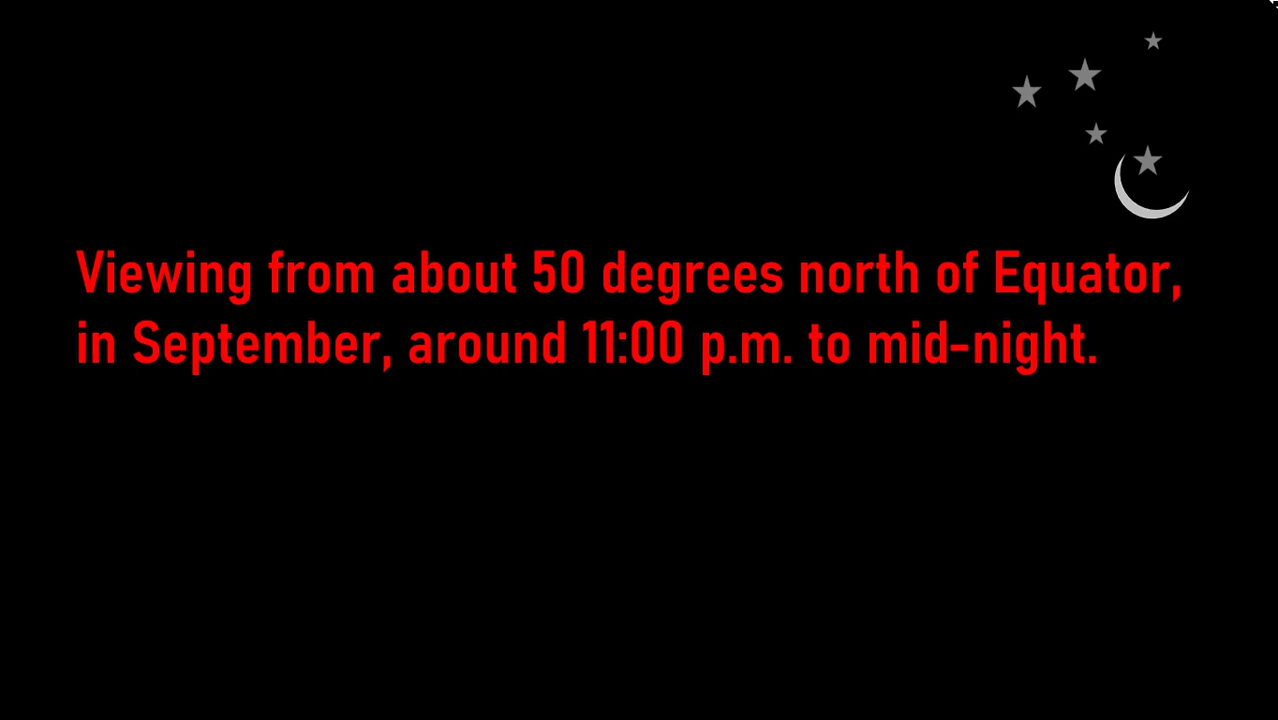 Viewing from about 50 degrees north of Equator,
in September, around 11:00 p.m. to mid-night.